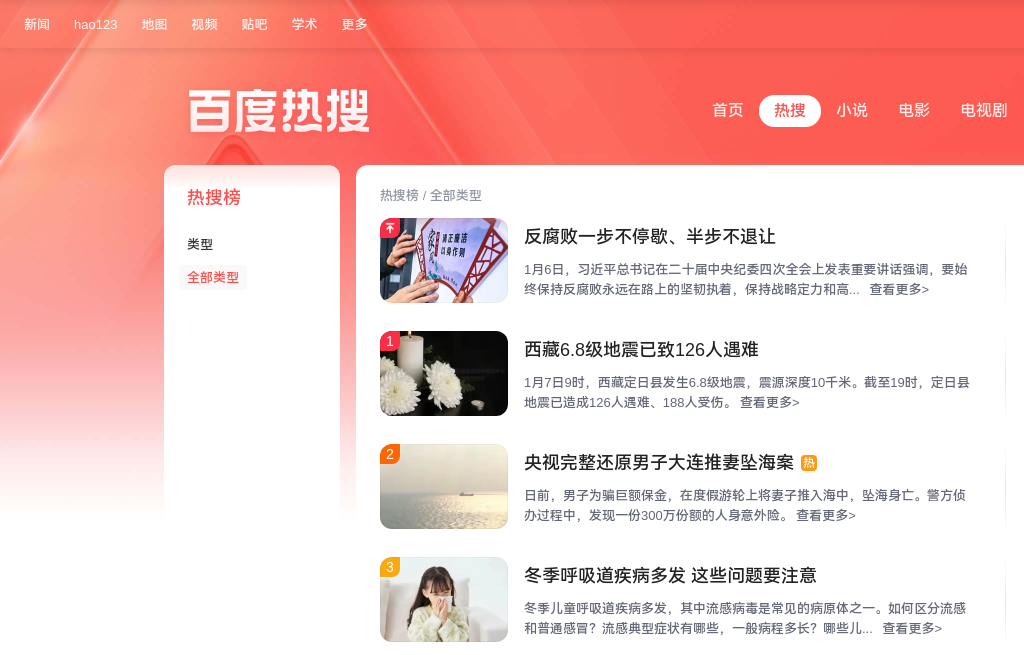 新闻 hao123 地图 视频 贴吧 学术 更多
百度热搜
首页 热搜 小说 电影 电视剧
热搜榜
类型
全部类型
热搜榜 / 全部类型
反腐败一步不停歇、半步不退让
1月6日，习近平总书记在二十届中央纪委四次全会上发表重要讲话强调，要始
终保持反腐败永远在路上的坚韧执着，保持战略定力和高... 查看更多>
清正廉洁
以身作则
1
西藏6.8级地震已致126人遇难
1月7日9时，西藏定日县发生6.8级地震，震源深度10千米。截至19时，定日县
地震已造成126人遇难、188人受伤。 查看更多>
2
央视完整还原男子大连推妻坠海案 热
日前，男子为骗巨额保金，在度假游轮上将妻子推入海中，坠海身亡。警方侦
办过程中，发现一份300万份额的人身意外险。 查看更多>
3
冬季呼吸道疾病多发 这些问题要注意
冬季儿童呼吸道疾病多发，其中流感病毒是常见的病原体之一。如何区分流感
和普通感冒？流感典型症状有哪些，一般病程多长？哪些儿... 查看更多>